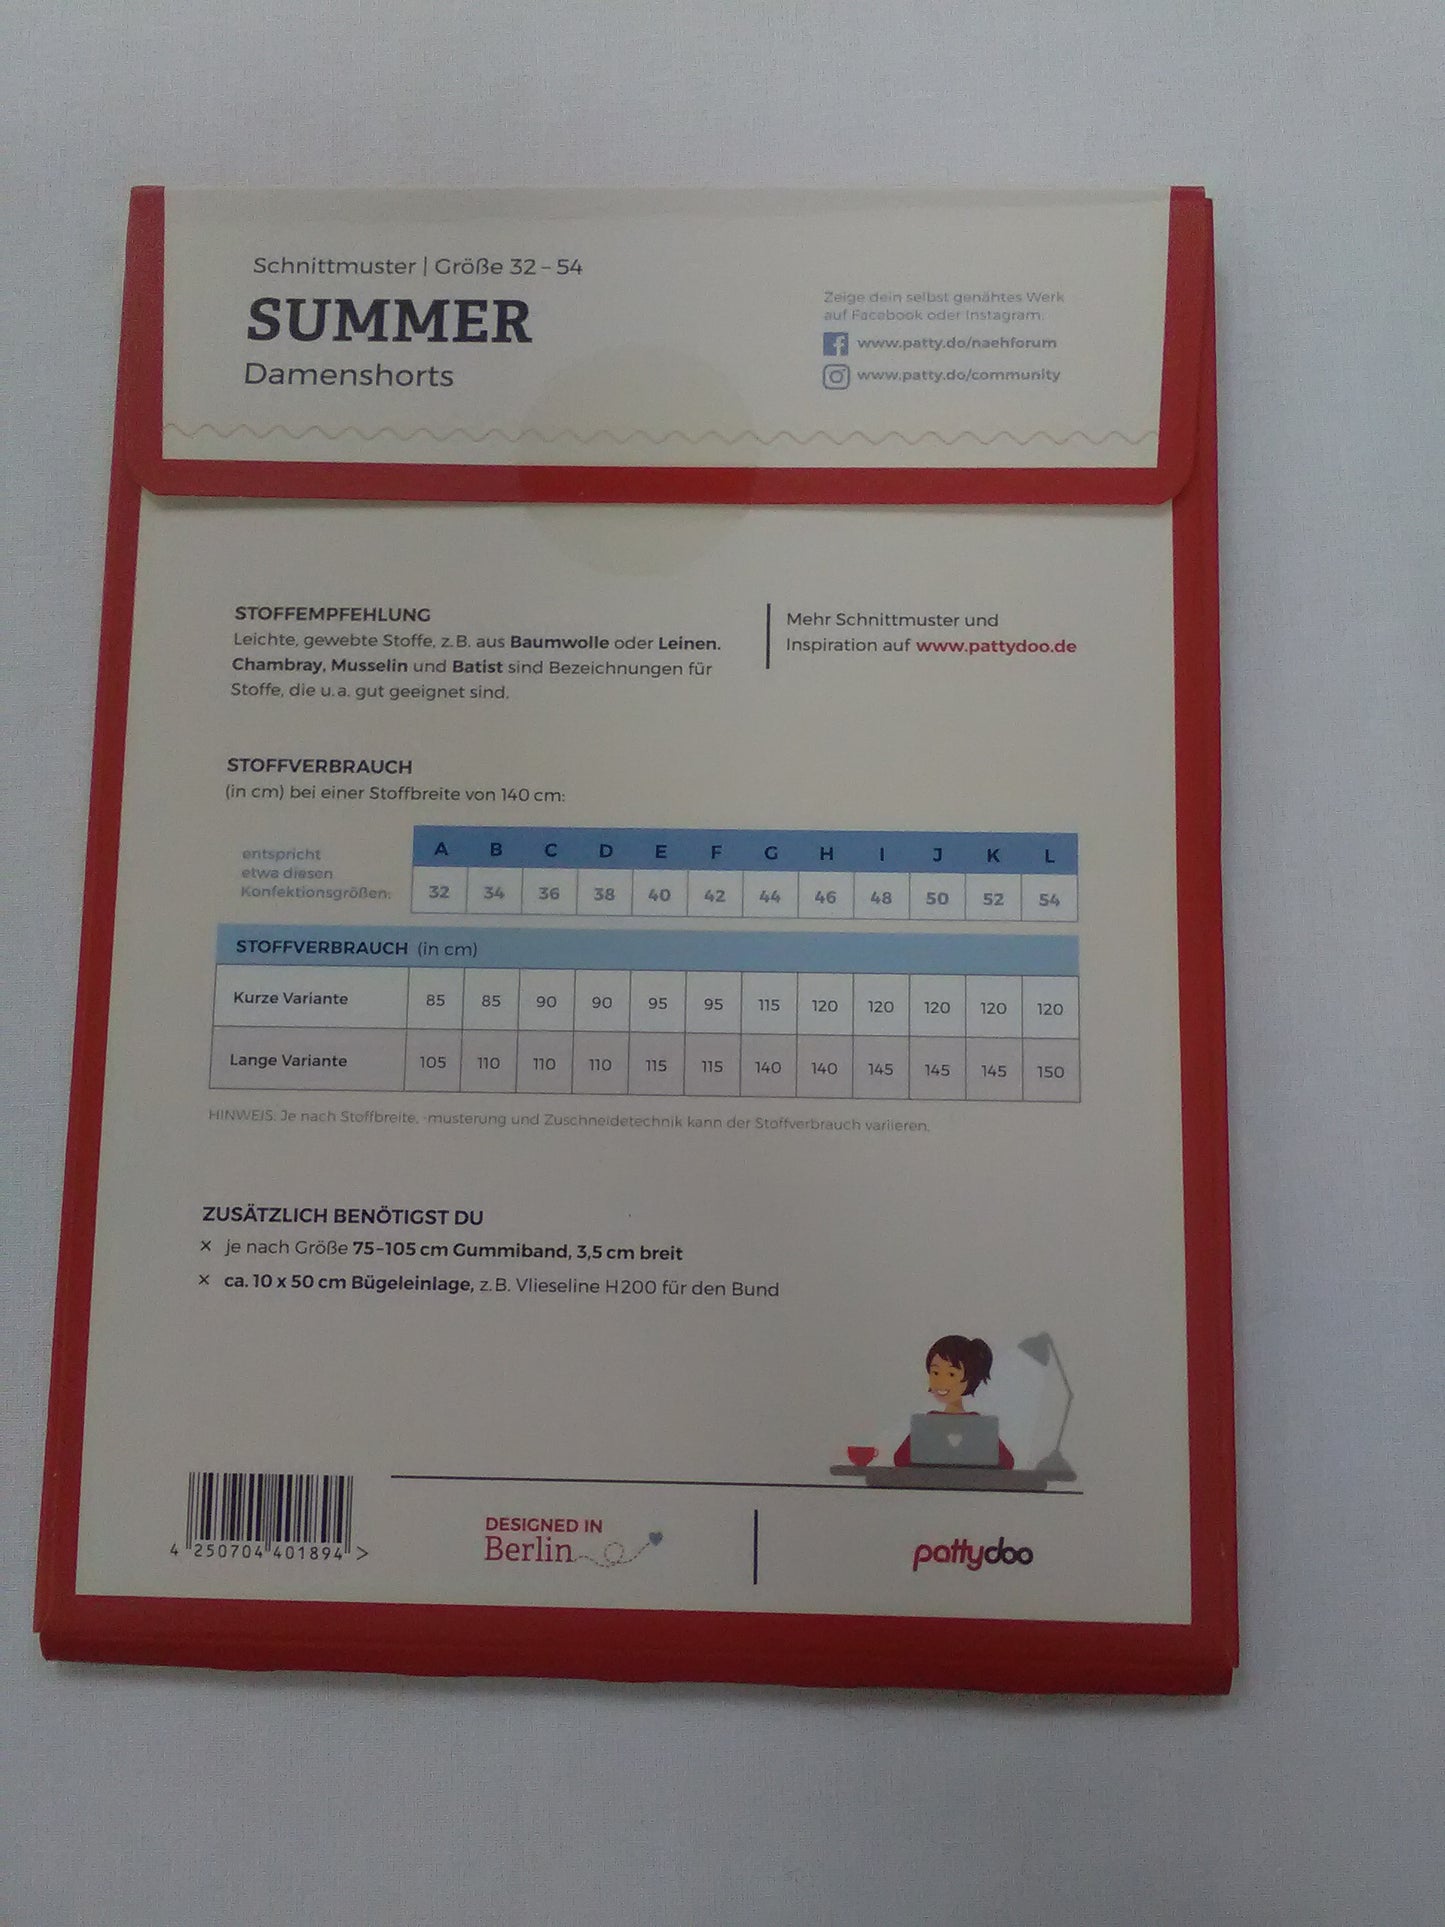 Schnittmuster | Größe 32 – 54
SUMMER
Damenshorts
Zeige dein selbst genähtes Werk
auf Facebook oder Instagram:
www.patty.do/naehforum
www.patty.do/community
STOFFEMPFEHLUNG
Leichte, gewebte Stoffe, z. B. aus Baumwolle oder Leinen.
Chambray, Musselin und Batist sind Bezeichnungen für
Stoffe, die u. a. gut geeignet sind.
Mehr Schnittmuster und
Inspiration auf www.pattydoo.de
STOFFVERBRAUCH
(in cm) bei einer Stoffbreite von 140 cm:
A B C D E F G H I J K L
entspricht
etwa diesen
Konfektionsgrößen:
32 34 36 38 40 42 44 46 48 50 52 54
STOFFVERBRAUCH (in cm)
Kurze Variante 85 85 90 90 95 95 115 120 120 120 120 120
Lange Variante 105 110 110 110 115 115 140 140 145 145 145 150
HINWEIS: Je nach Stoffbreite, -musterung und Zuschneidetechnik kann der Stoffverbrauch variieren.
ZUSÄTZLICH BENÖTIGST DU
× je nach Größe 75–105 cm Gummiband, 3,5 cm breit
× ca. 10 x 50 cm Bügeleinlage, z. B. Vlieseline H 200 für den Bund
4 250704 401894 >
DESIGNED IN
Berlin
pattydoo